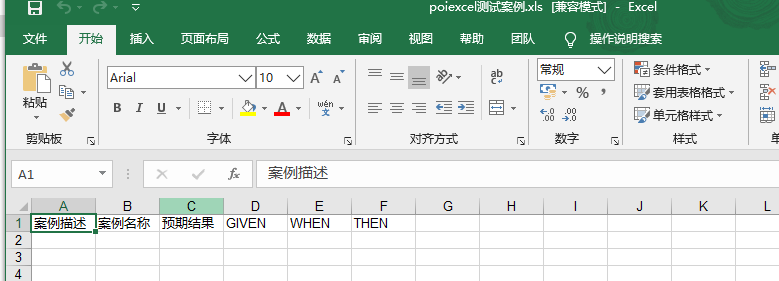 poiexcel测试案例.xls [兼容模式] - Excel
文件 开始 插入 页面布局 公式 数据 审阅 视图 帮助 团队 操作说明搜索
粘贴 Arial 10 A A ab 常规 条件格式
B I U A wén % , 套用表格格式
单元格样式
剪贴板 字体 对齐方式 数字 样式
A1 fx 案例描述
A B C D E F G H I J K L
1 案例描述 案例名称 预期结果 GIVEN WHEN THEN
2
3
4